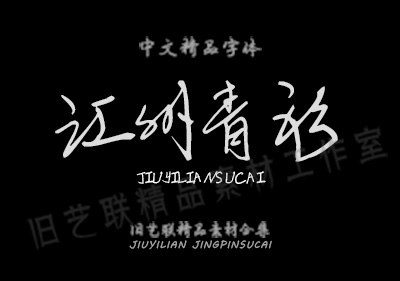 中文精品字体
江州青衫
JIUYILIANSUCAI
旧艺联精品素材工作室
旧艺联精品素材合集
JIUYILIAN JINGPINSUCAI